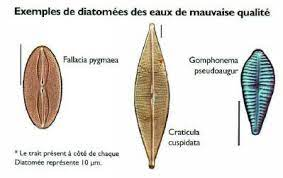 Exemples de diatomées des eaux de mauvaise qualité
Fallacia pygmaea
Gomphonema
pseudoaugur
Craticula
cuspidata
* Le trait présent à côté de chaque
Diatomée représente 10 µm.